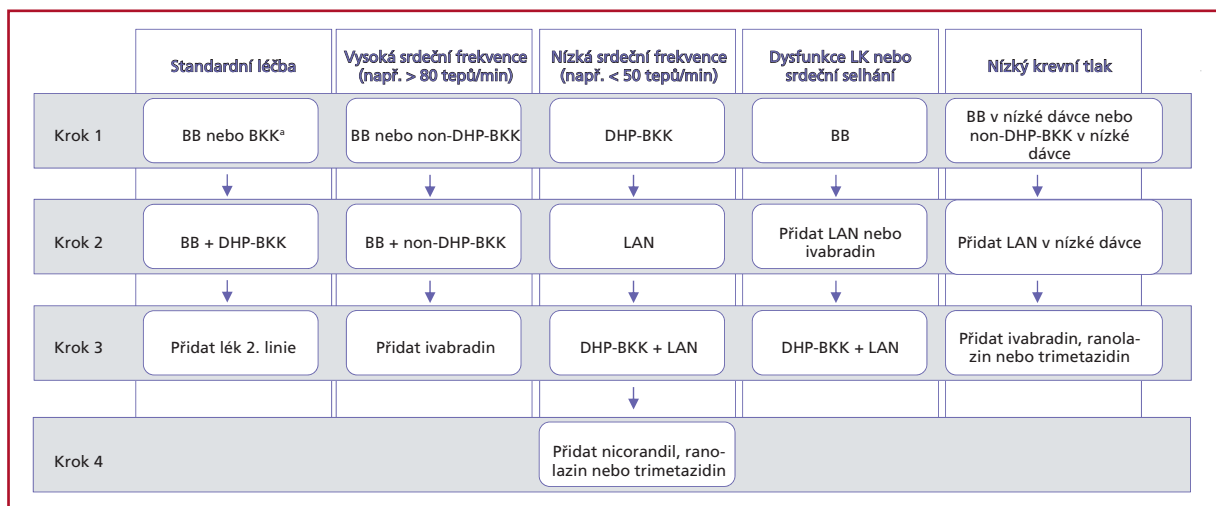 Standardní léčba
Vysoká srdeční frekvence
(např. > 80 tepů/min)
Nízká srdeční frekvence
(např. < 50 tepů/min)
Dysfunkce LK nebo
srdeční selhání
Nízký krevní tlak
Krok 1
BB nebo BKKᵃ
BB nebo non-DHP-BKK
DHP-BKK
BB
BB v nízké dávce nebo
non-DHP-BKK v nízké
dávce
Krok 2
BB + DHP-BKK
BB + non-DHP-BKK
LAN
Přidat LAN nebo
ivabradin
Přidat LAN v nízké dávce
Krok 3
Přidat lék 2. linie
Přidat ivabradin
DHP-BKK + LAN
DHP-BKK + LAN
Přidat ivabradin, ranola-
zin nebo trimetazidin
Krok 4
Přidat nicorandil, rano-
lazin nebo trimetazidin